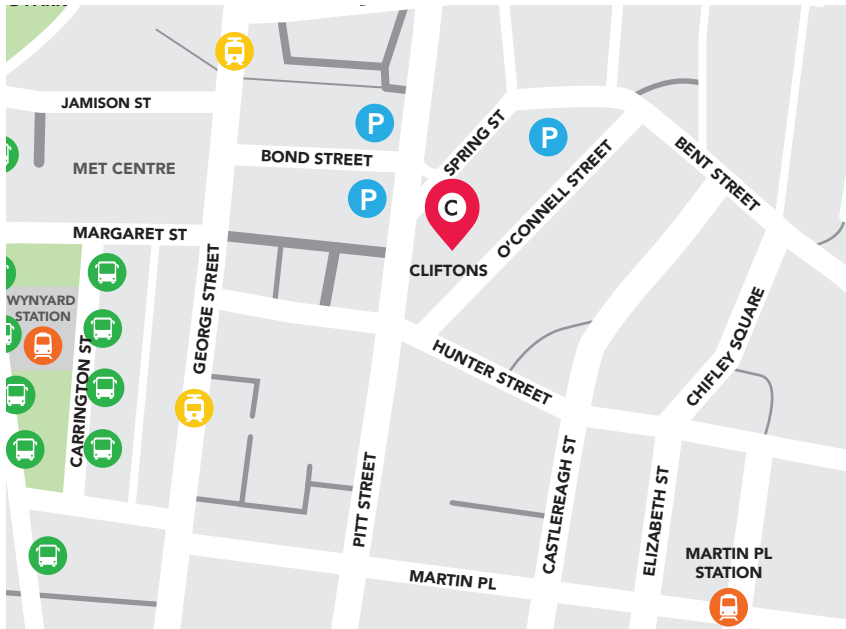 JAMISON ST
P
P
BOND STREET
SPRING ST
P
MET CENTRE
BENT STREET
P
C
O'CONNELL STREET
MARGARET ST
CLIFTONS
WYNYARD
STATION
GEORGE STREET
CHIFLEY SQUARE
HUNTER STREET
CARRINGTON ST
PITT STREET
CASTLEREAGH ST
ELIZABETH ST
MARTIN PL
STATION
MARTIN PL